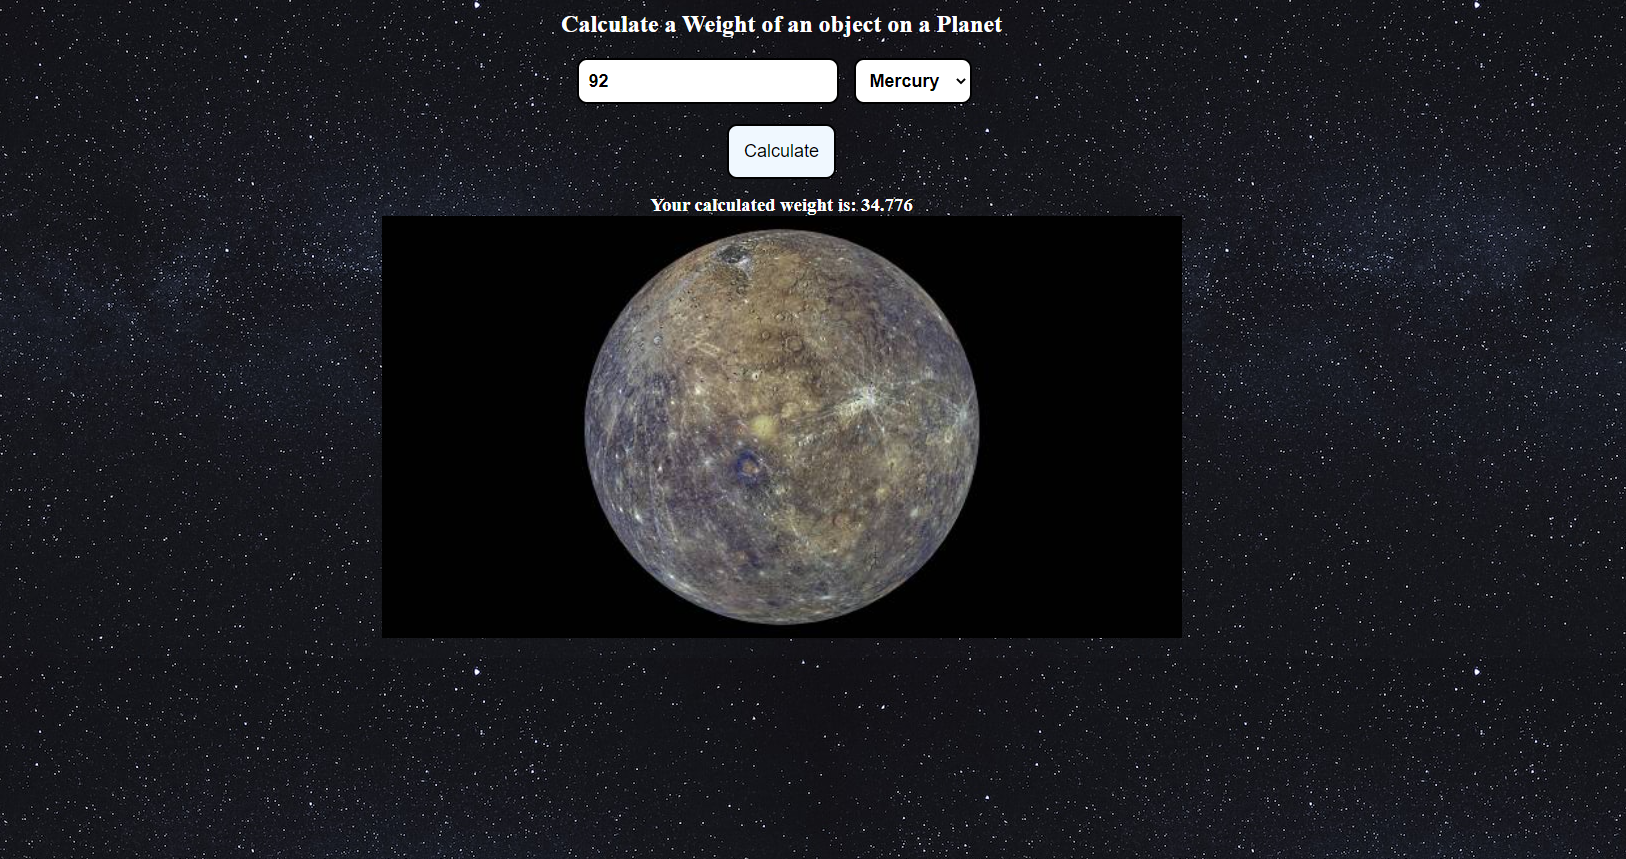 Calculate a Weight of an object on a Planet
92 Mercury
Calculate
Your calculated weight is: 34.776